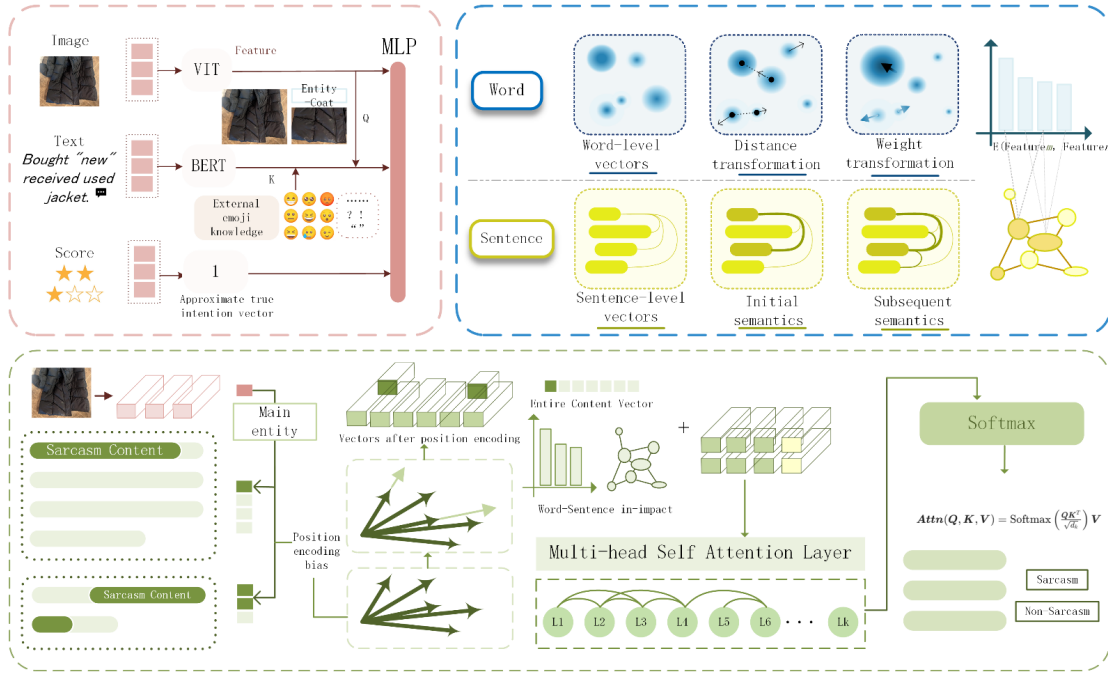 Image
Feature
VIT
MLP
Entity
-Coat
Q
Text
Bought "new"
received used
jacket.
BERT
K
External
emoji
knowledge
......
? !
“ ”
Score
1
Approximate true
intention vector
Word
Word-level
vectors
Distance
transformation
Weight
transformation
Sentence
Sentence-level
vectors
Initial
semantics
Subsequent
semantics
Main
entity
Sarcasm Content
Sarcasm Content
Position
encoding
bias
Vectors after position encoding
Entire Content Vector
+
Word-Sentence in-impact
Multi-head Self Attention Layer
L1 L2 L3 L4 L5 L6 ··· Lk
Softmax
Attn(Q, K, V) = Softmax(QK^T/√d_k) V
Sarcasm
Non-Sarcasm